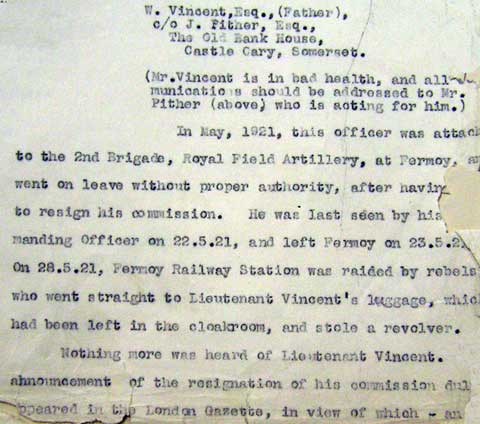 W. Vincent,Esq.,(Father),
c/o J. Pither, Esq.,
The Old Bank House,
Castle Cary, Somerset.
(Mr.Vincent is in bad health, and all
munications should be addressed to Mr.
Pither (above) who is acting for him.)
In May, 1921, this officer was attac
to the 2nd Brigade, Royal Field Artillery, at Fermoy, a
went on leave without proper authority, after havin
to resign his commission. He was last seen by his
manding Officer on 22.5.21, and left Fermoy on 23.5.21
On 28.5.21, Fermoy Railway Station was raided by rebels
who went straight to Lieutenant Vincent's luggage, whic
had been left in the cloakroom, and stole a revolver.
Nothing more was heard of Lieutenant Vincent.
announcement of the resignation of his commission dul
ppeared in the London Gazette, in view of which - an